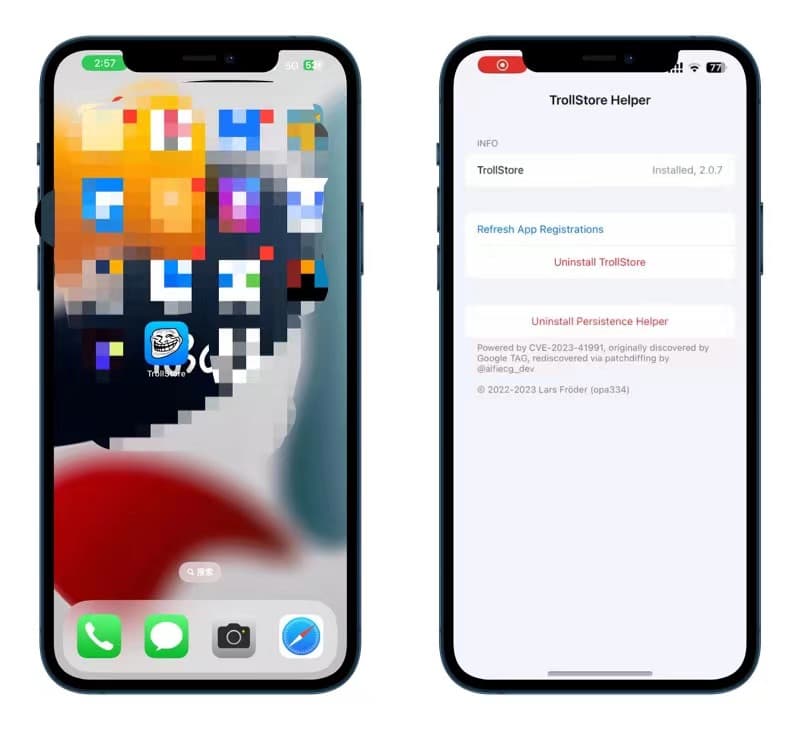 2:57
5G 52
搜索
TrollStore
77
TrollStore Helper
INFO
TrollStore
Installed, 2.0.7
Refresh App Registrations
Uninstall TrollStore
Uninstall Persistence Helper
Powered by CVE-2023-41991, originally discovered by
Google TAG, rediscovered via patchdiffing by
@alfiecg_dev
© 2022-2023 Lars Fröder (opa334)